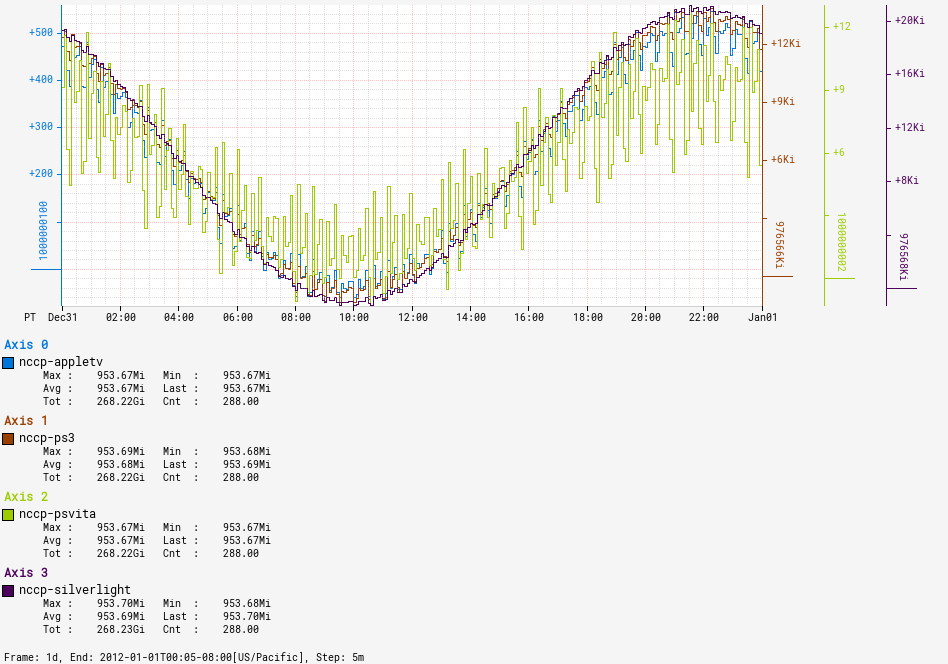 +500
+400
+300
+200
1000000100
+12Ki
+9Ki
+6Ki
976566Ki
+12
+9
+6
1000000002
+20Ki
+16Ki
+12Ki
+8Ki
976568Ki
PT Dec31 02:00 04:00 06:00 08:00 10:00 12:00 14:00 16:00 18:00 20:00 22:00 Jan01
Axis 0
nccp-appletv
Max : 953.67Mi Min : 953.67Mi
Avg : 953.67Mi Last : 953.67Mi
Tot : 268.22Gi Cnt : 288.00
Axis 1
nccp-ps3
Max : 953.69Mi Min : 953.68Mi
Avg : 953.68Mi Last : 953.69Mi
Tot : 268.22Gi Cnt : 288.00
Axis 2
nccp-psvita
Max : 953.67Mi Min : 953.67Mi
Avg : 953.67Mi Last : 953.67Mi
Tot : 268.22Gi Cnt : 288.00
Axis 3
nccp-silverlight
Max : 953.70Mi Min : 953.68Mi
Avg : 953.69Mi Last : 953.70Mi
Tot : 268.23Gi Cnt : 288.00
Frame: 1d, End: 2012-01-01T00:05-08:00[US/Pacific], Step: 5m